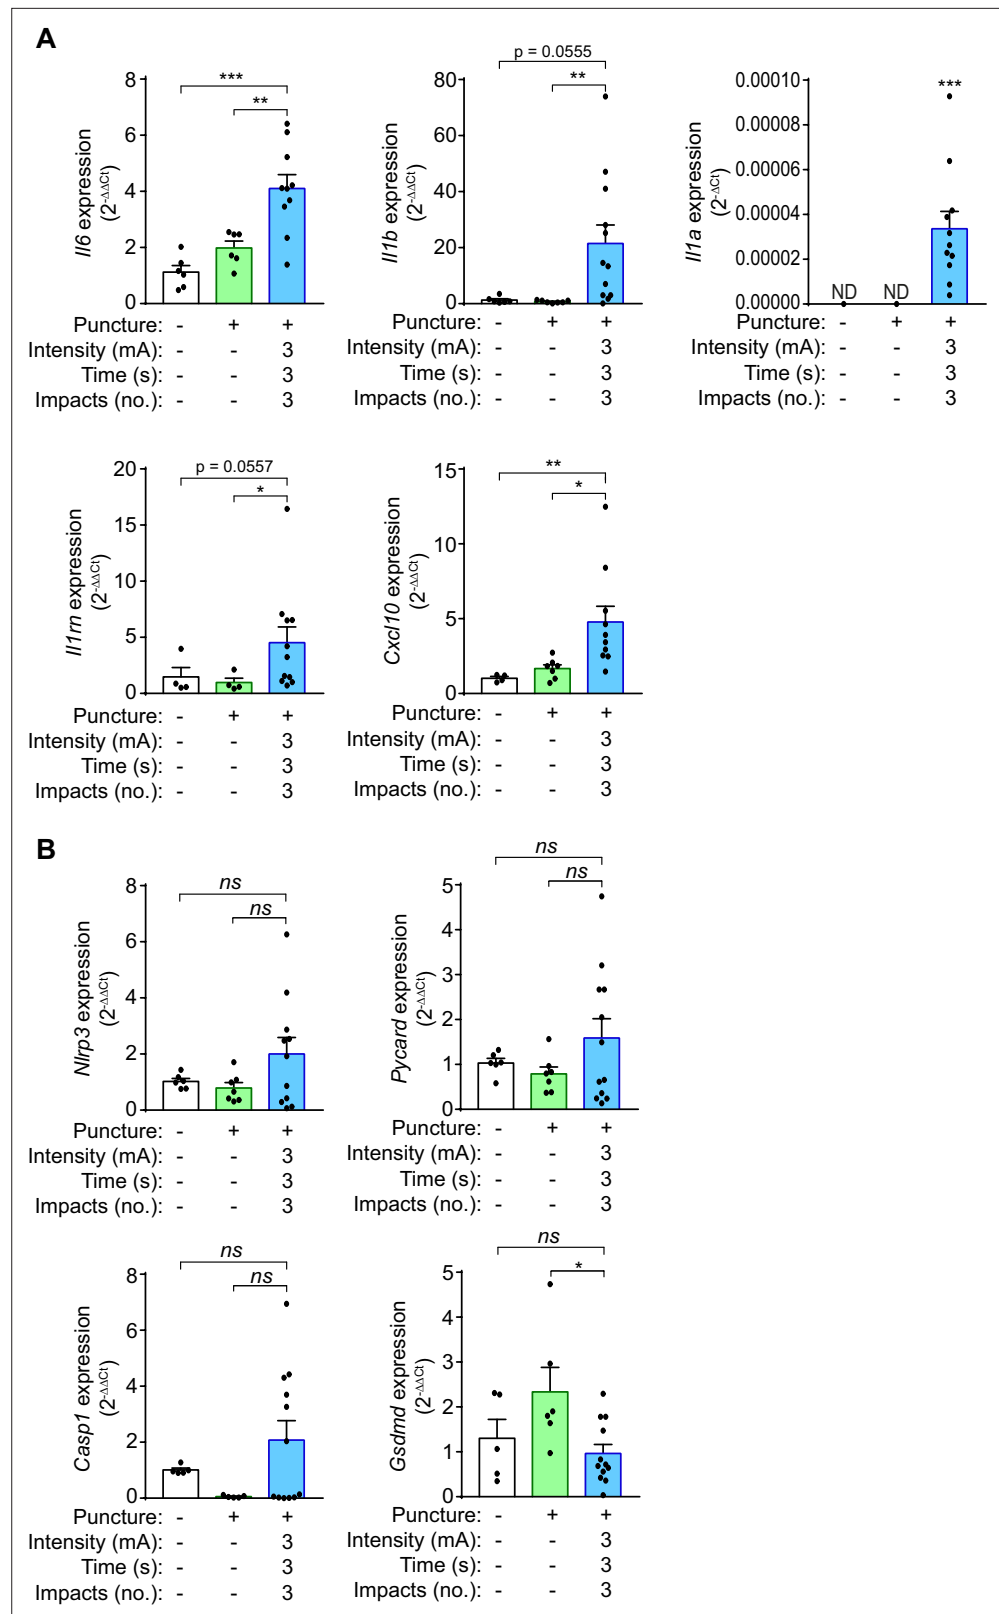 A
Il6 expression
(2-ΔΔCt)
8
6
4
2
0
***
**
Puncture: - + +
Intensity (mA): - - 3
Time (s): - - 3
Impacts (no.): - - 3
Il1b expression
(2-ΔΔCt)
80
60
40
20
0
p = 0.0555
**
Puncture: - + +
Intensity (mA): - - 3
Time (s): - - 3
Impacts (no.): - - 3
Il1a expression
(2-ΔΔCt)
0.00010
0.00008
0.00006
0.00004
0.00002
0.00000
***
ND ND
Puncture: - + +
Intensity (mA): - - 3
Time (s): - - 3
Impacts (no.): - - 3
Il1rn expression
(2-ΔΔCt)
20
15
10
5
0
p = 0.0557
*
Puncture: - + +
Intensity (mA): - - 3
Time (s): - - 3
Impacts (no.): - - 3
Cxcl10 expression
(2-ΔΔCt)
15
10
5
0
**
*
Puncture: - + +
Intensity (mA): - - 3
Time (s): - - 3
Impacts (no.): - - 3
B
Nlrp3 expression
(2-ΔΔCt)
8
6
4
2
0
ns
ns
Puncture: - + +
Intensity (mA): - - 3
Time (s): - - 3
Impacts (no.): - - 3
Pycard expression
(2-ΔΔCt)
5
4
3
2
1
0
ns
ns
Puncture: - + +
Intensity (mA): - - 3
Time (s): - - 3
Impacts (no.): - - 3
Casp1 expression
(2-ΔΔCt)
8
6
4
2
0
ns
ns
Puncture: - + +
Intensity (mA): - - 3
Time (s): - - 3
Impacts (no.): - - 3
Gsdmd expression
(2-ΔΔCt)
5
4
3
2
1
0
ns
*
Puncture: - + +
Intensity (mA): - - 3
Time (s): - - 3
Impacts (no.): - - 3